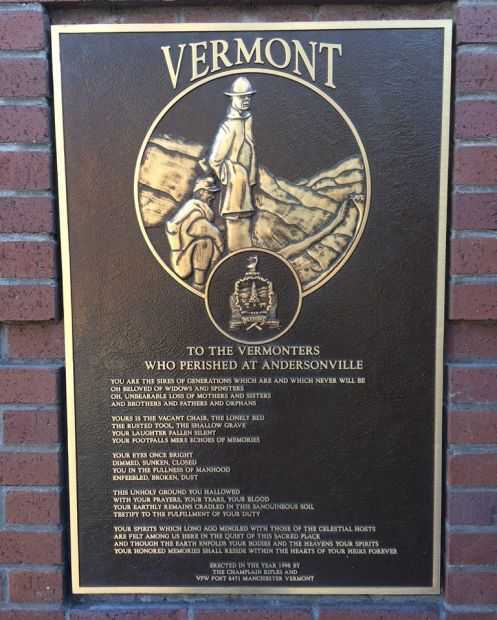 VERMONT
VERMONT
TO THE VERMONTERS
WHO PERISHED AT ANDERSONVILLE
YOU ARE THE SIRES OF GENERATIONS WHICH ARE AND WHICH NEVER WILL BE
OH BELOVED OF WIDOWS AND SPINSTERS
OH, UNBEARABLE LOSS OF MOTHERS AND SISTERS
AND BROTHERS AND FATHERS AND ORPHANS
YOURS IS THE VACANT CHAIR, THE LONELY BED
THE RUSTED TOOL, THE SHALLOW GRAVE
YOUR LAUGHTER FALLEN SILENT
YOUR FOOTFALLS MERE ECHOES OF MEMORIES
YOUR EYES ONCE BRIGHT
DIMMED, SUNKEN, CLOSED
YOU IN THE FULLNESS OF MANHOOD
ENFEEBLED, BROKEN, DUST
THIS UNHOLY GROUND YOU HALLOWED
WITH YOUR PRAYERS, YOUR TEARS, YOUR BLOOD
YOUR EARTHLY REMAINS CRADLED IN THIS SANGUINEOUS SOIL
TESTIFY TO THE FULFILLMENT OF YOUR DUTY
YOUR SPIRITS WHICH LONG AGO MINGLED WITH THOSE OF THE CELESTIAL HOSTS
ARE FELT AMONG US HERE IN THE QUIET OF THIS SACRED PLACE
AND THOUGH THE EARTH ENFOLDS YOUR BODIES AND THE HEAVENS YOUR SPIRITS
YOUR HONORED MEMORIES SHALL RESIDE WITHIN THE HEARTS OF YOUR HEIRS FOREVER
ERECTED IN THE YEAR 1998 BY
THE CHAMPLAIN RIFLES AND
VFW POST 6471 MANCHESTER VERMONT